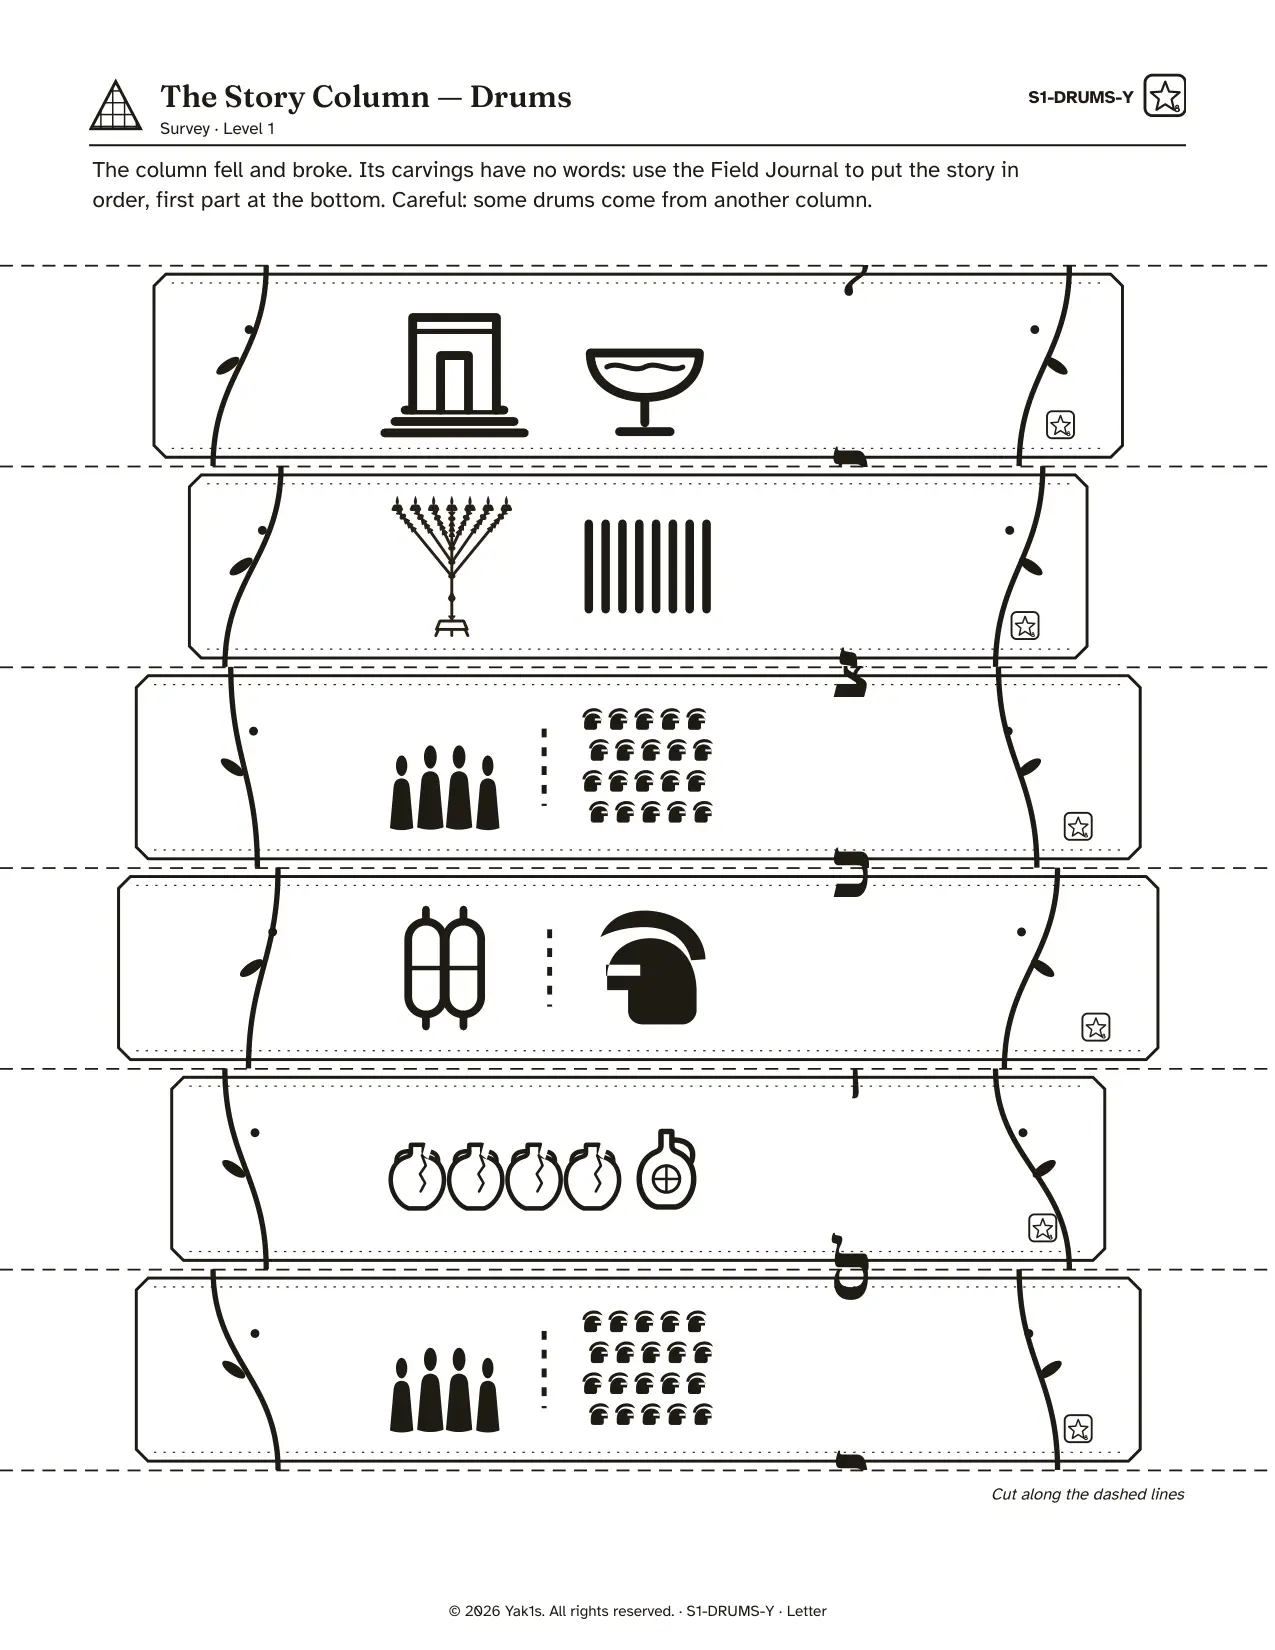 The Story Column — Drums
Survey · Level 1
S1-DRUMS-Y
The column fell and broke. Its carvings have no words: use the Field Journal to put the story in
order, first part at the bottom. Careful: some drums come from another column.
Cut along the dashed lines
© 2026 Yak1s. All rights reserved. · S1-DRUMS-Y · Letter